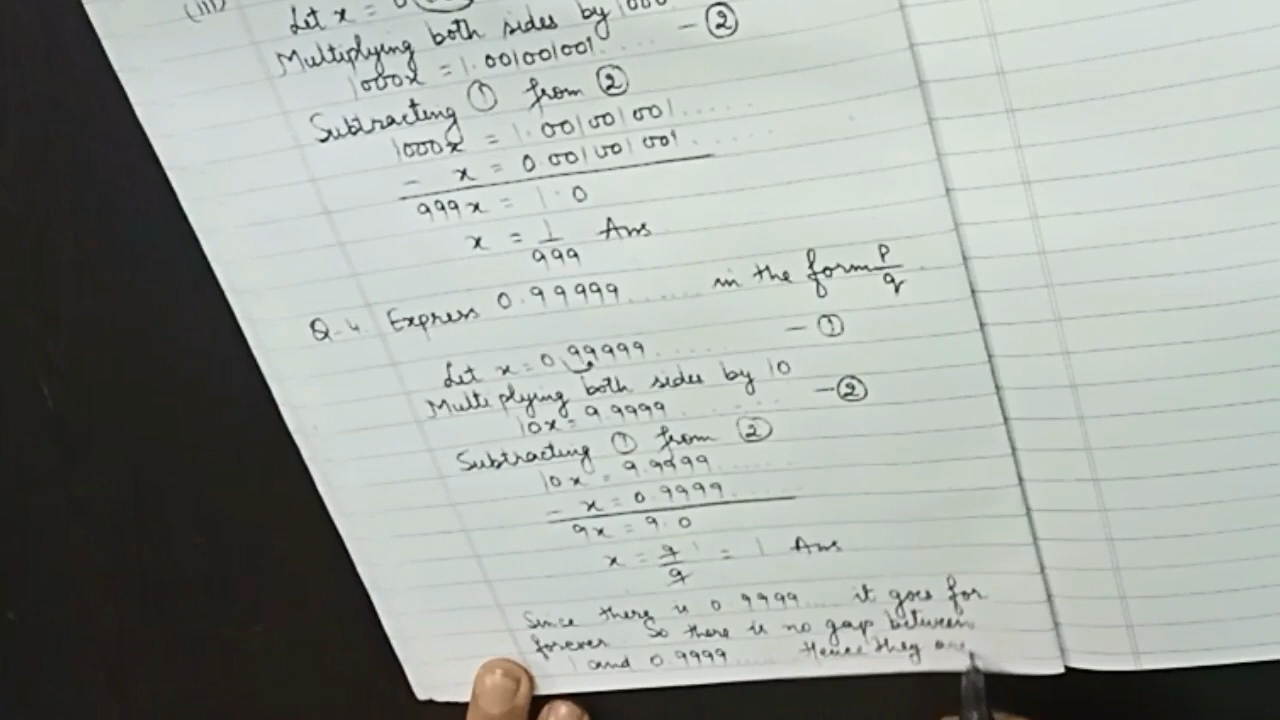 (iii)
Let x = 0
Multiplying both sides by 1000
1000x = 1.001001001..... - ②
Subtracting ① from ②
1000x = 1.001001001.....
- x = 0.001001001.....
999x = 1.0
x = 1/999 Ans
Q.4. Express 0.99999...... in the form p/q
Let x = 0.99999...... - ①
Multiplying both sides by 10
10x = 9.9999...... - ②
Subtracting ① from ②
10x = 9.9999......
- x = 0.9999......
9x = 9.0
x = 9/9 = 1 Ans
Since there is 0.9999.... it goes for
forever. So there is no gap between
1 and 0.9999..... Hence they